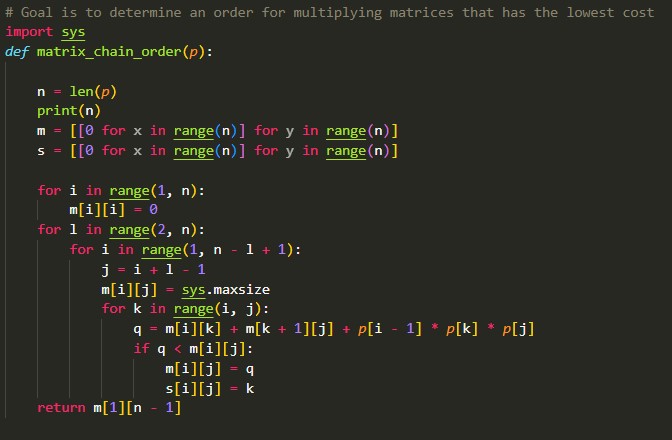 # Goal is to determine an order for multiplying matrices that has the lowest cost
import sys
def matrix_chain_order(p):

    n = len(p)
    print(n)
    m = [[0 for x in range(n)] for y in range(n)]
    s = [[0 for x in range(n)] for y in range(n)]

    for i in range(1, n):
        m[i][i] = 0
    for l in range(2, n):
        for i in range(1, n - l + 1):
            j = i + l - 1
            m[i][j] = sys.maxsize
            for k in range(i, j):
                q = m[i][k] + m[k + 1][j] + p[i - 1] * p[k] * p[j]
                if q < m[i][j]:
                    m[i][j] = q
                    s[i][j] = k
    return m[1][n - 1]